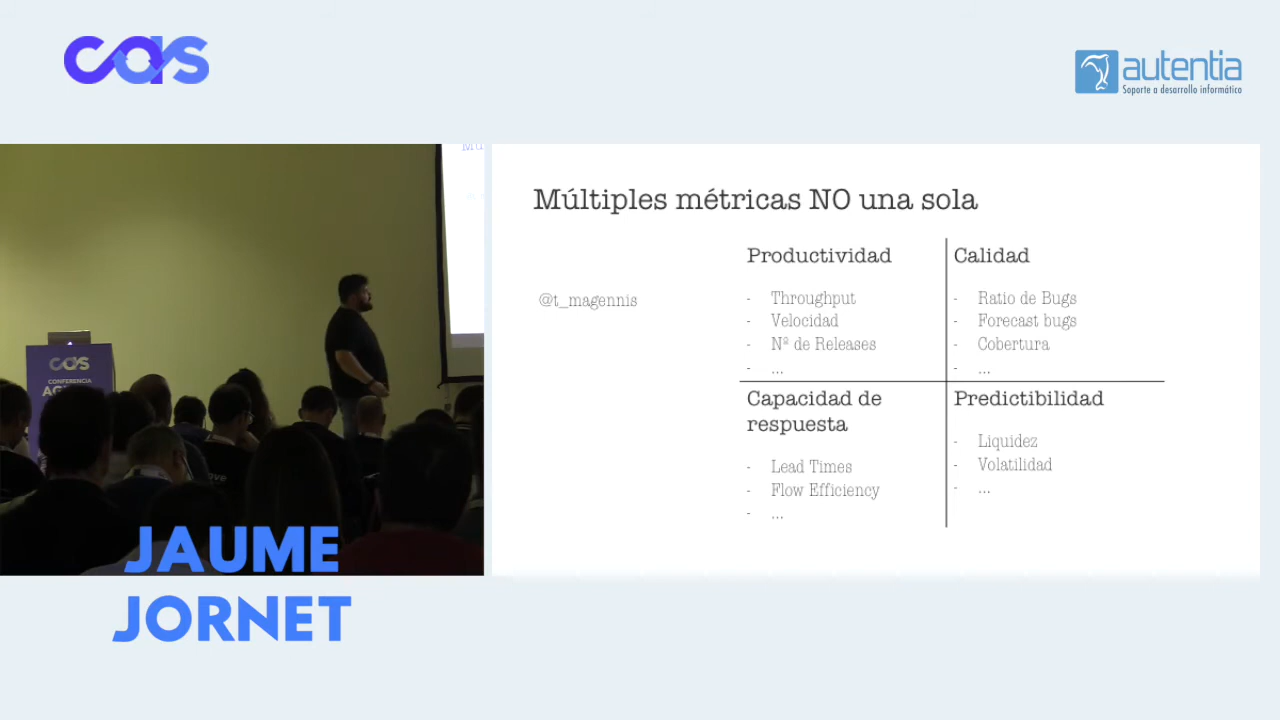 cas
autentia
Soporte a desarrollo informático
Mu
cas
CONFERENCIA
Múltiples métricas NO una sola
@t_magennis
Productividad
- Throughput
- Velocidad
- Nº de Releases
- ...
Calidad
- Ratio de Bugs
- Forecast bugs
- Cobertura
- ...
Capacidad de
respuesta
- Lead Times
- Flow Efficiency
- ...
Predictibilidad
- Liquidez
- Volatilidad
- ...
JAUME
JORNET